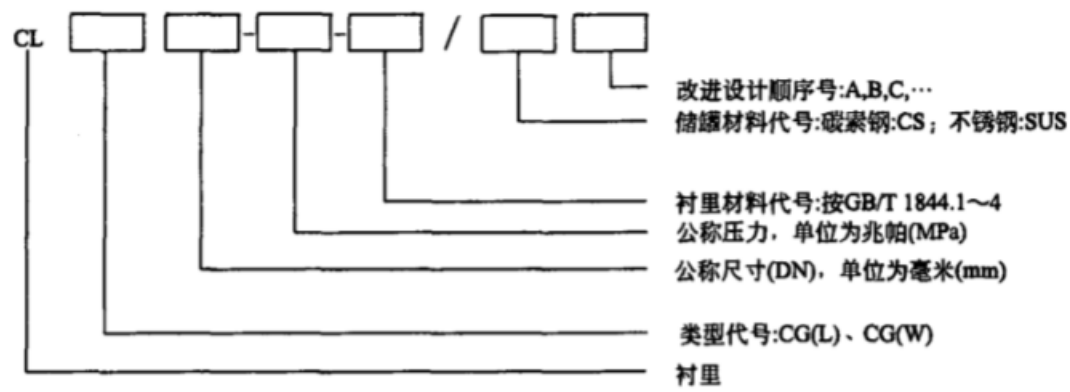 CL - - /
改进设计顺序号:A,B,C,…
储罐材料代号:碳素钢:CS；不锈钢:SUS
衬里材料代号:按GB/T 1844.1～4
公称压力，单位为兆帕(MPa)
公称尺寸(DN)，单位为毫米(mm)
类型代号:CG(L)、CG(W)
衬里